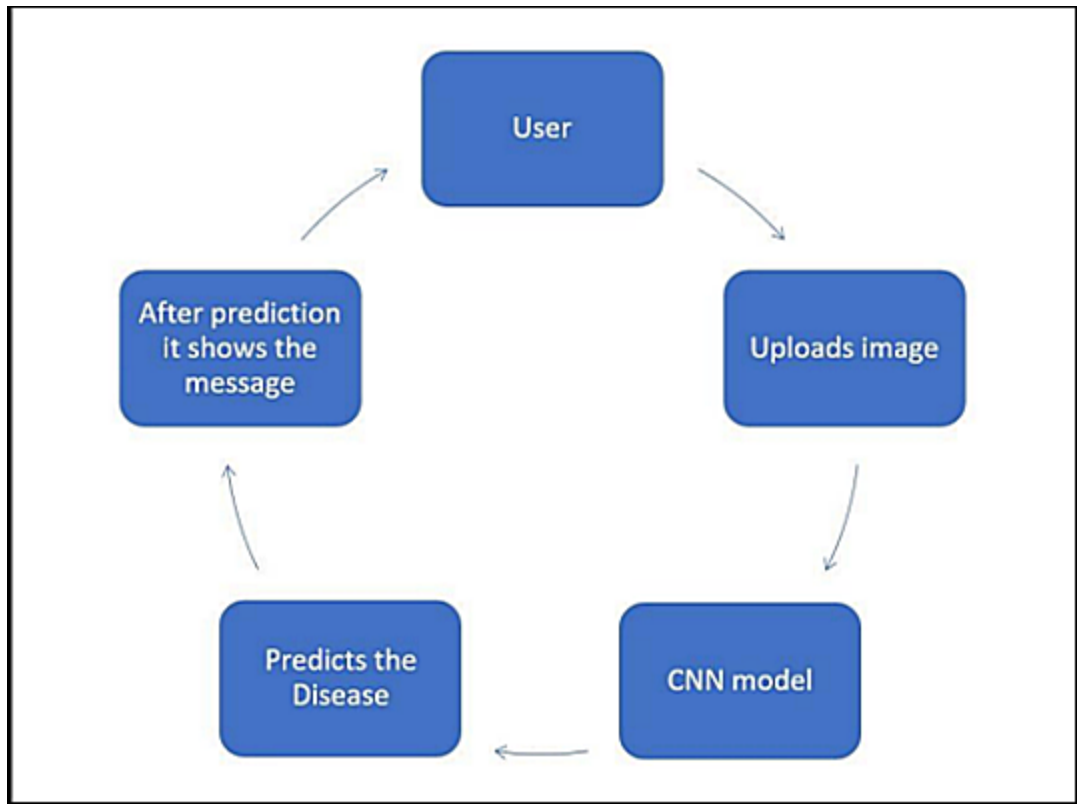 User
Uploads image
CNN model
Predicts the
Disease
After prediction
it shows the
message